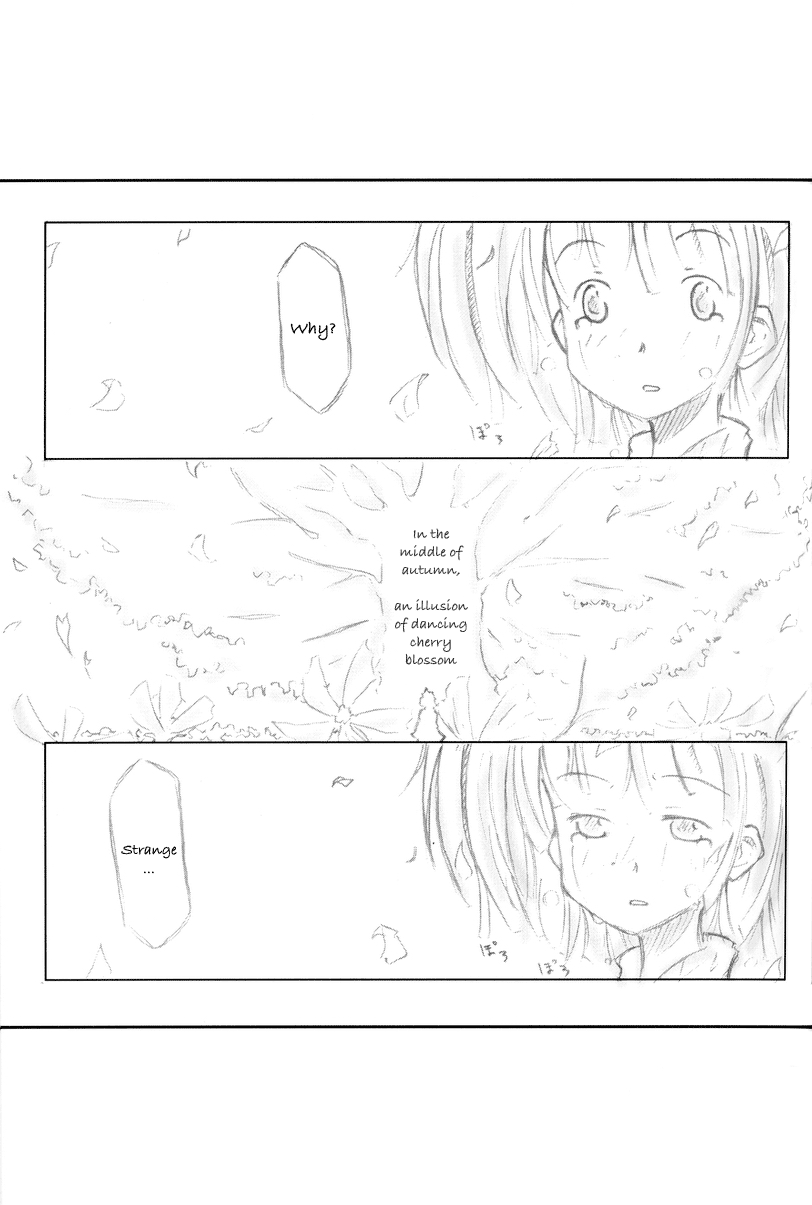 Why?
ぽろ
In the
middle of
autumn,
an illusion
of dancing
cherry
blossom
Strange
...
ぽろ
ぽろ